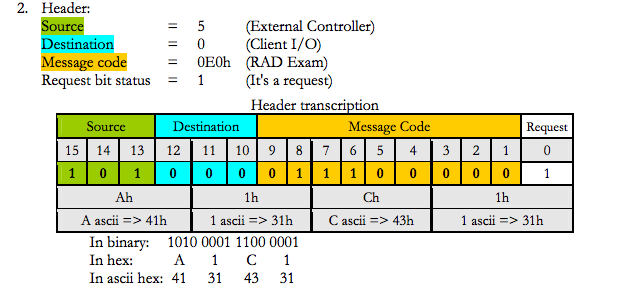 2. Header:
Source = 5 (External Controller)
Destination = 0 (Client I/O)
Message code = 0E0h (RAD Exam)
Request bit status = 1 (It's a request)
Header transcription
Source Destination Message Code Request
15 14 13 12 11 10 9 8 7 6 5 4 3 2 1 0
1 0 1 0 0 0 0 1 1 1 0 0 0 0 0 1
Ah 1h Ch 1h
A ascii => 41h 1 ascii => 31h C ascii => 43h 1 ascii => 31h
In binary: 1010 0001 1100 0001
In hex: A 1 C 1
In ascii hex: 41 31 43 31